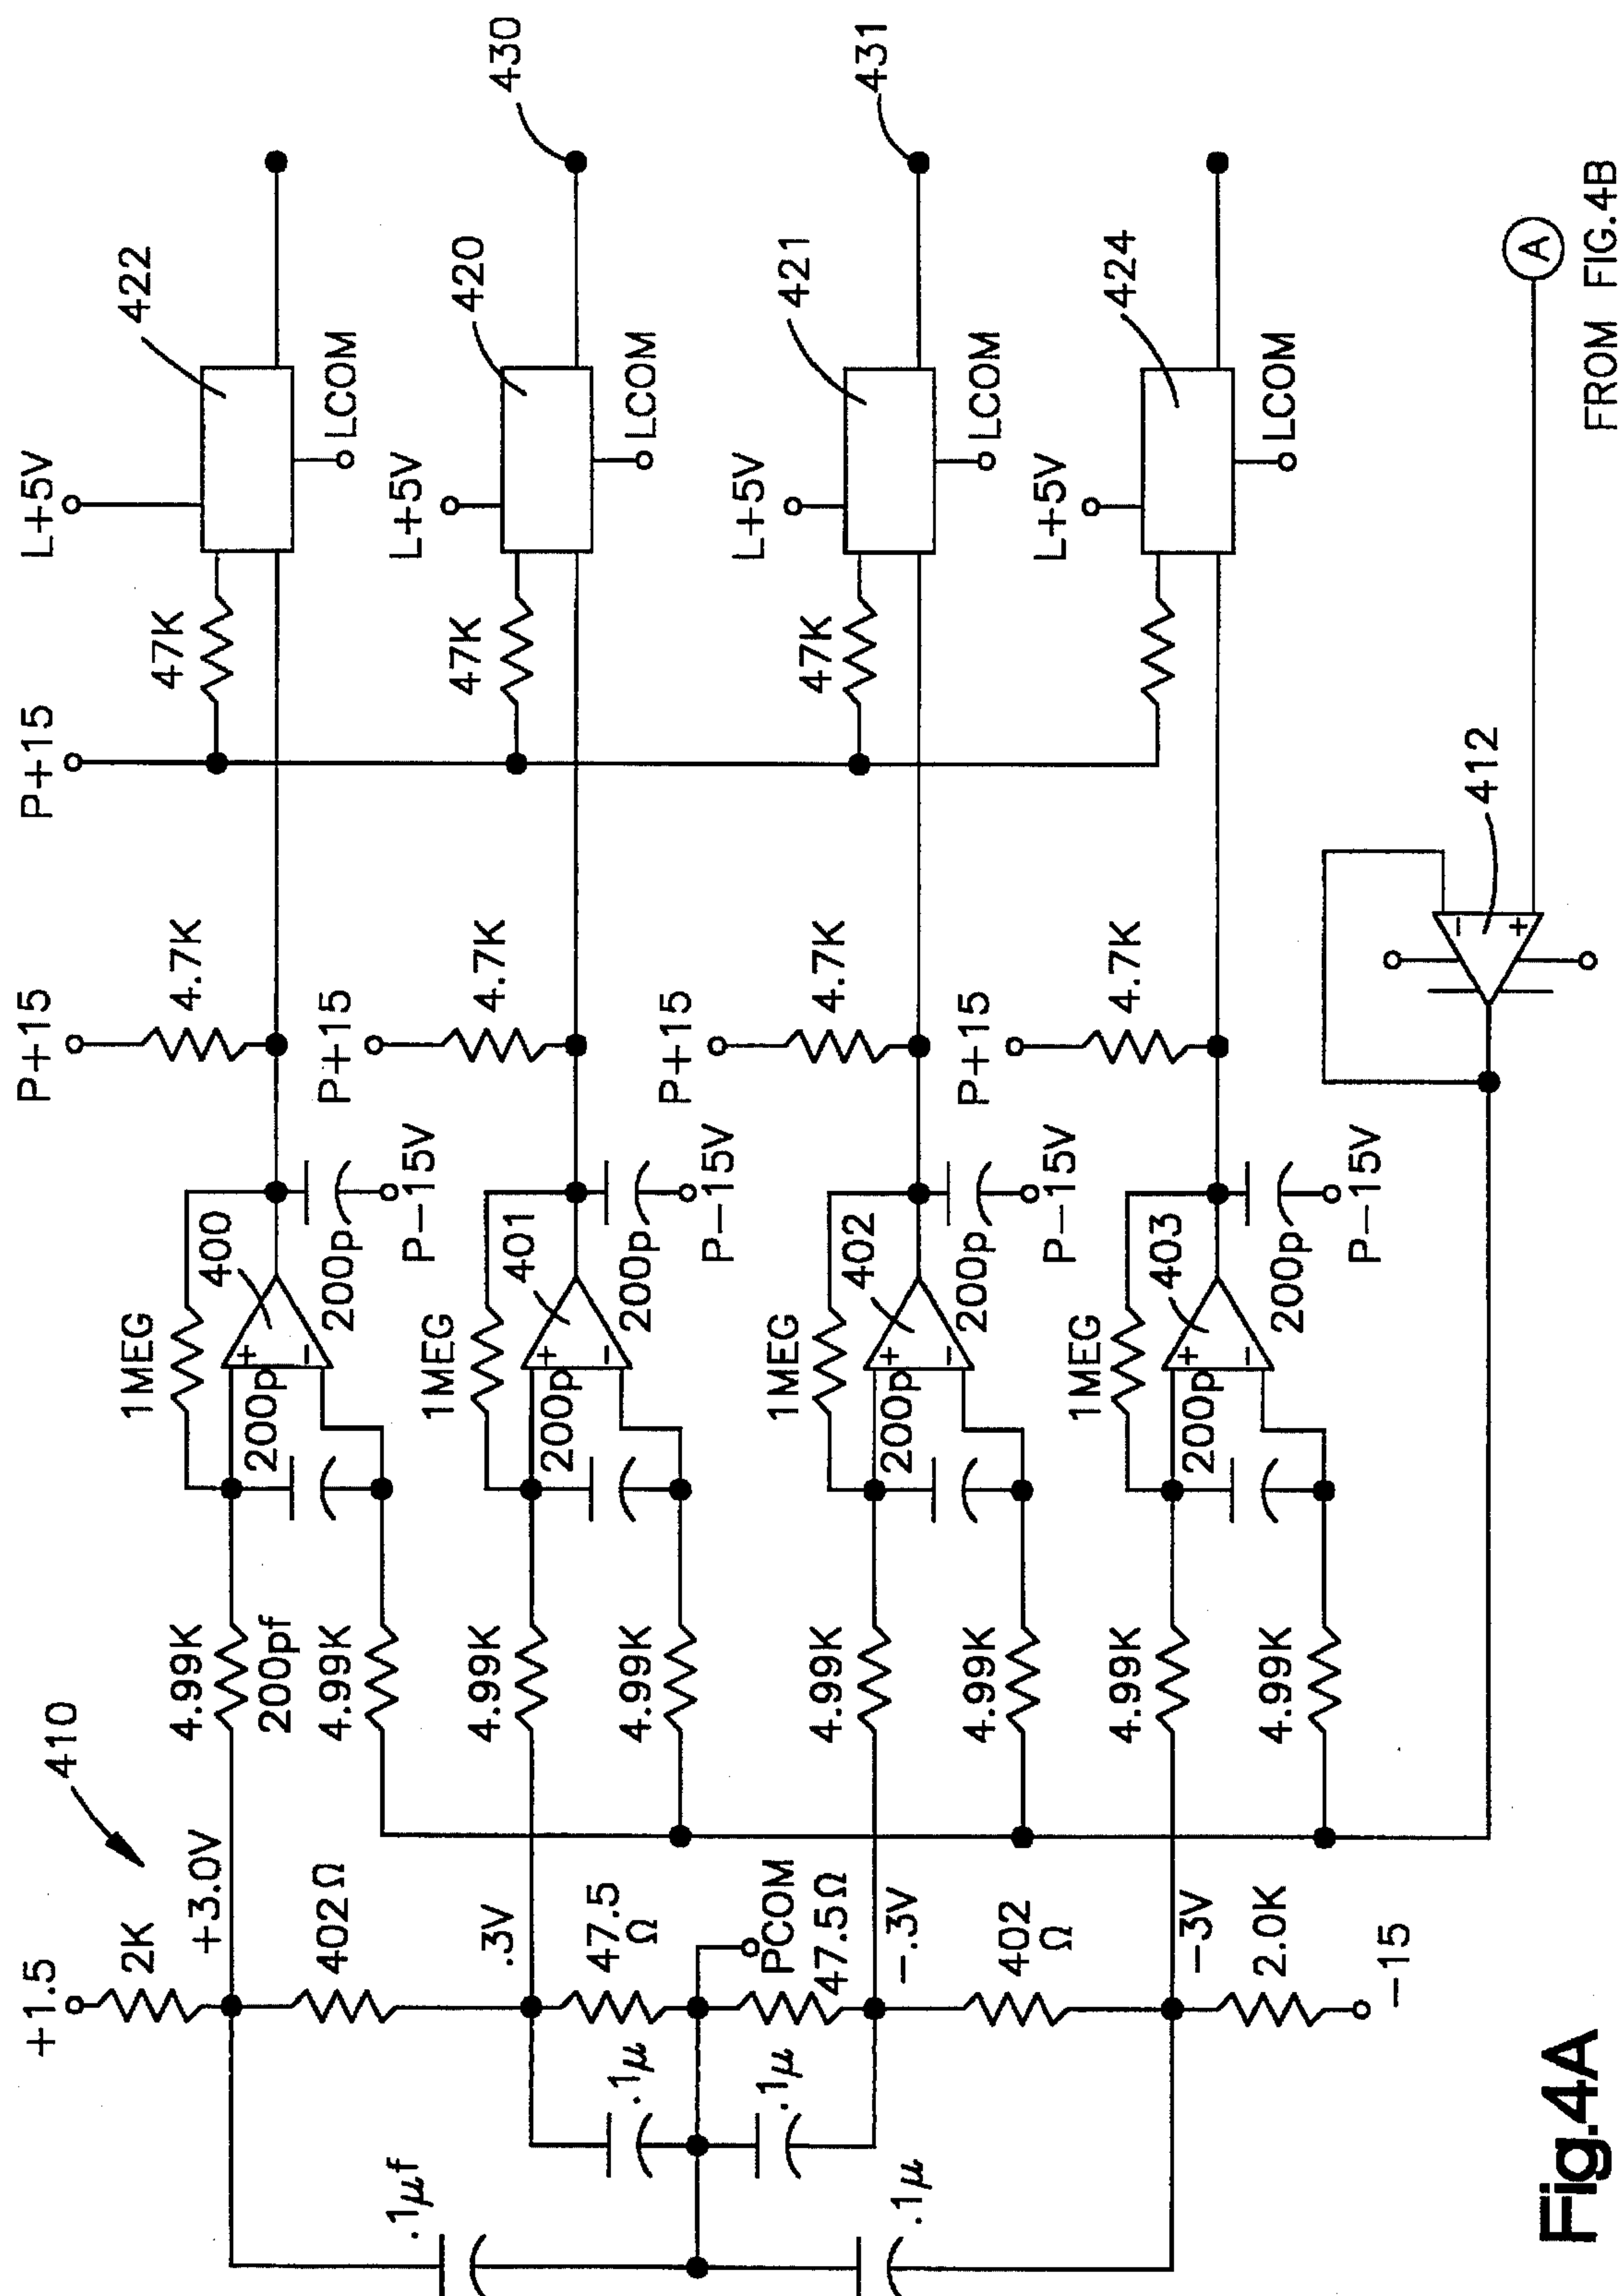 +1.5
2K
410
+3.0V
402Ω
.3V
47.5
Ω
PCOM
47.5Ω
-.3V
402
Ω
-3V
2.0K
-15
.1μf
.1μ
.1μ
.1μ
4.99K
200pf
4.99K
4.99K
4.99K
4.99K
4.99K
4.99K
4.99K
1MEG
400
+
-
200p
200p
P-15V
1MEG
401
+
-
200p
200p
P-15V
1MEG
402
+
-
200p
200p
P-15V
1MEG
403
+
-
200p
200p
P-15V
P+15
4.7K
P+15
4.7K
P+15
4.7K
P+15
4.7K
P+15
47K
47K
47K
L+5V
422
LCOM
L+5V
420
LCOM
430
L+5V
421
LCOM
431
L+5V
424
LCOM
-
+
412
A
FROM FIG.4B
Fig.4A